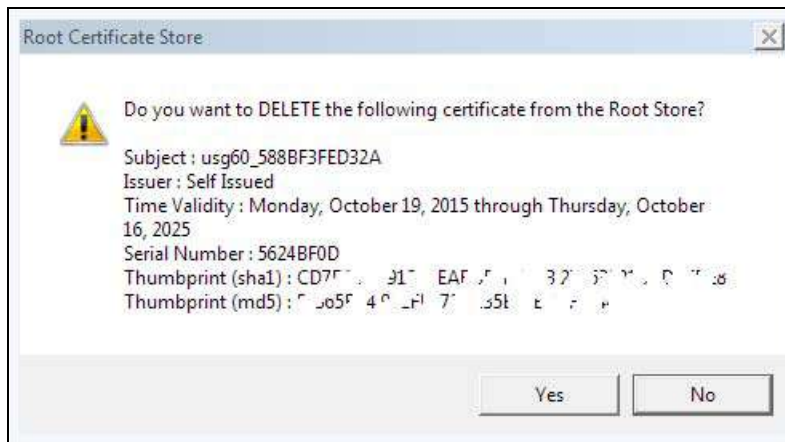 Root Certificate Store
Do you want to DELETE the following certificate from the Root Store?
Subject : usg60_588BF3FED32A
Issuer : Self Issued
Time Validity : Monday, October 19, 2015 through Thursday, October
16, 2025
Serial Number : 5624BF0D
Thumbprint (sha1) :
Thumbprint (md5) :
Yes
No